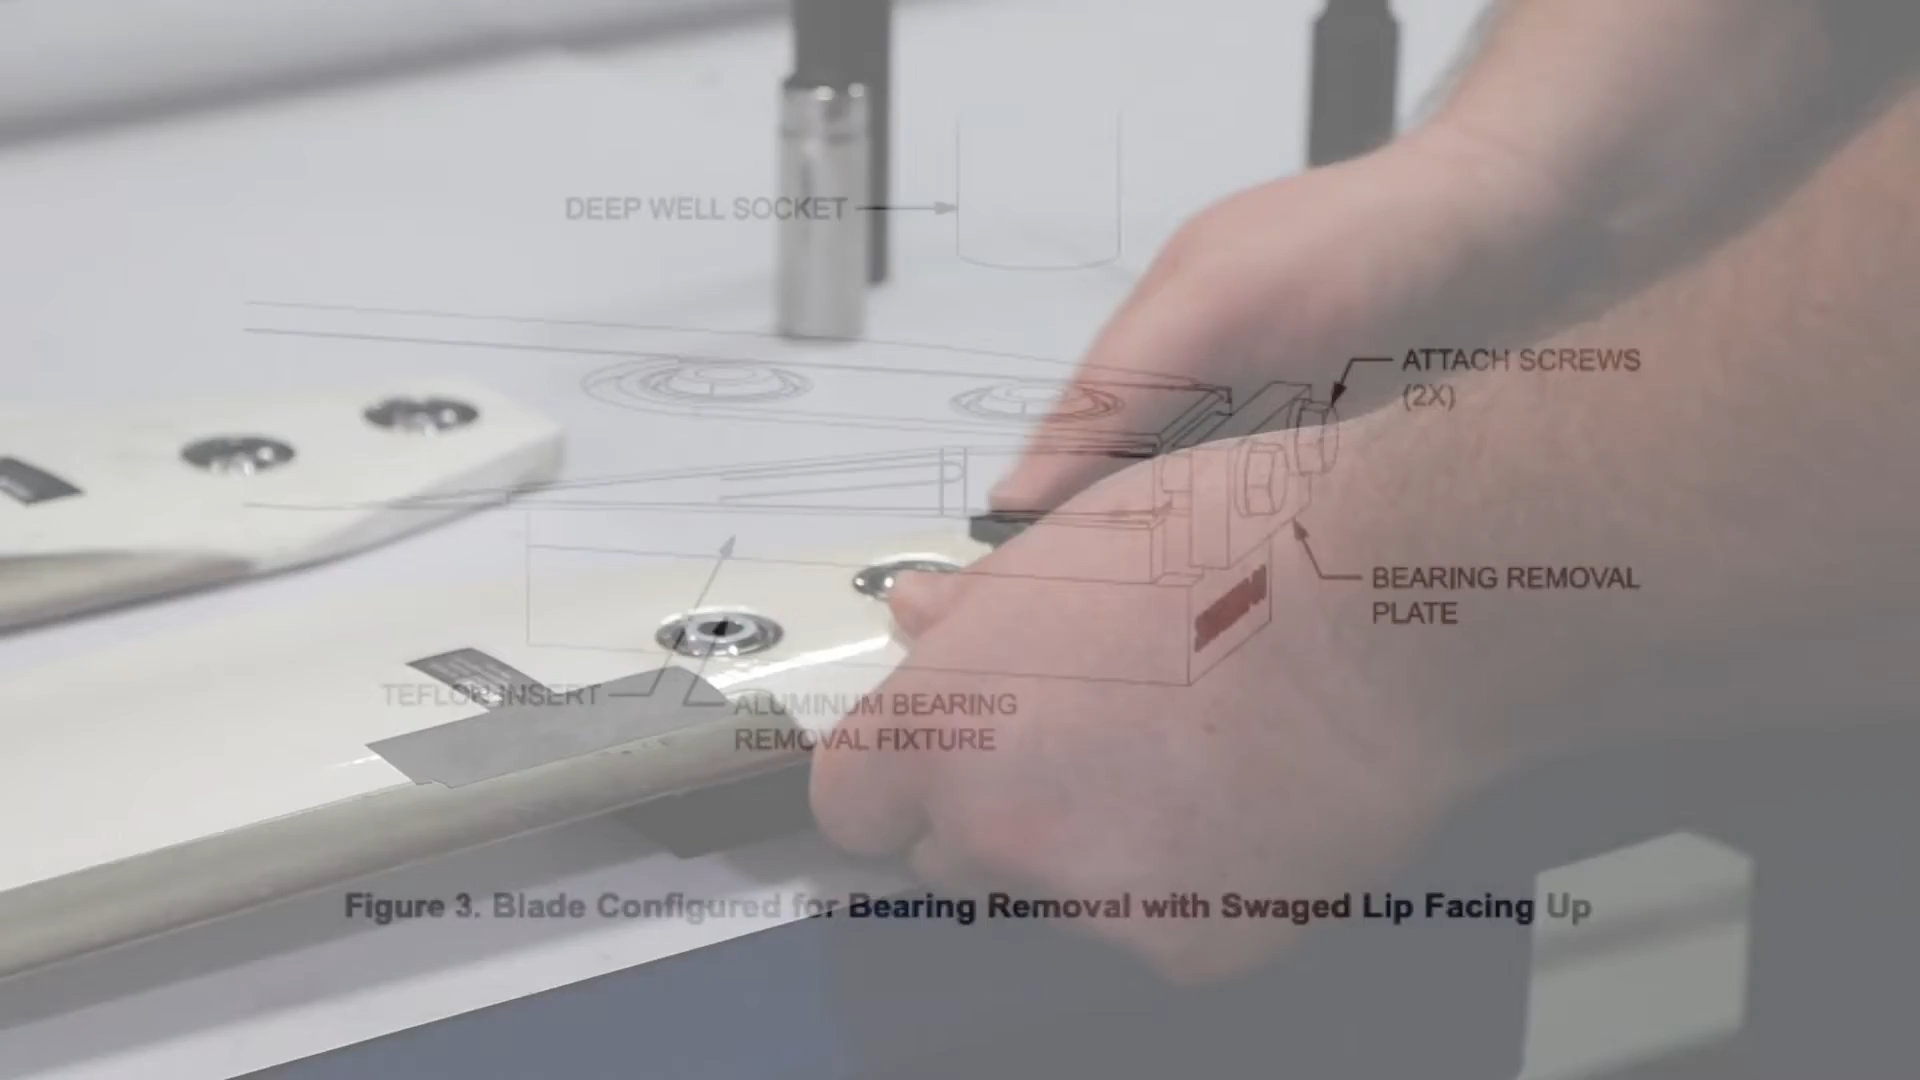 DEEP WELL SOCKET
ATTACH SCREWS
(2X)
BEARING REMOVAL
PLATE
TEFLON INSERT
ALUMINUM BEARING
REMOVAL FIXTURE
Figure 3. Blade Configured for Bearing Removal with Swaged Lip Facing Up